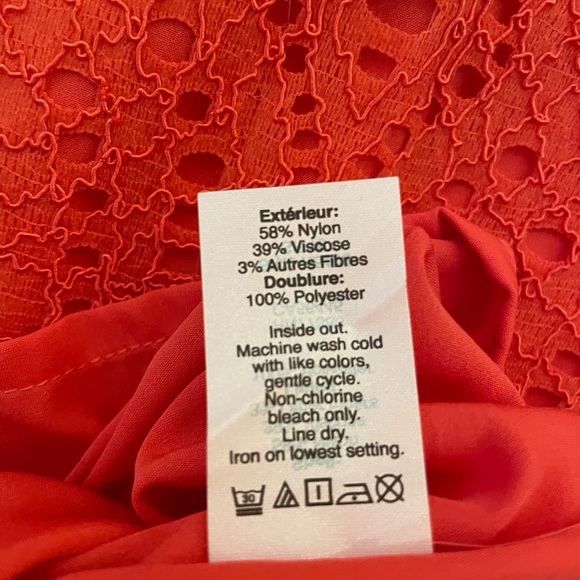 Extérieur:
58% Nylon
39% Viscose
3% Autres Fibres
Doublure:
100% Polyester
Inside out.
Machine wash cold
with like colors,
gentle cycle.
Non-chlorine
bleach only.
Line dry.
Iron on lowest setting.
30